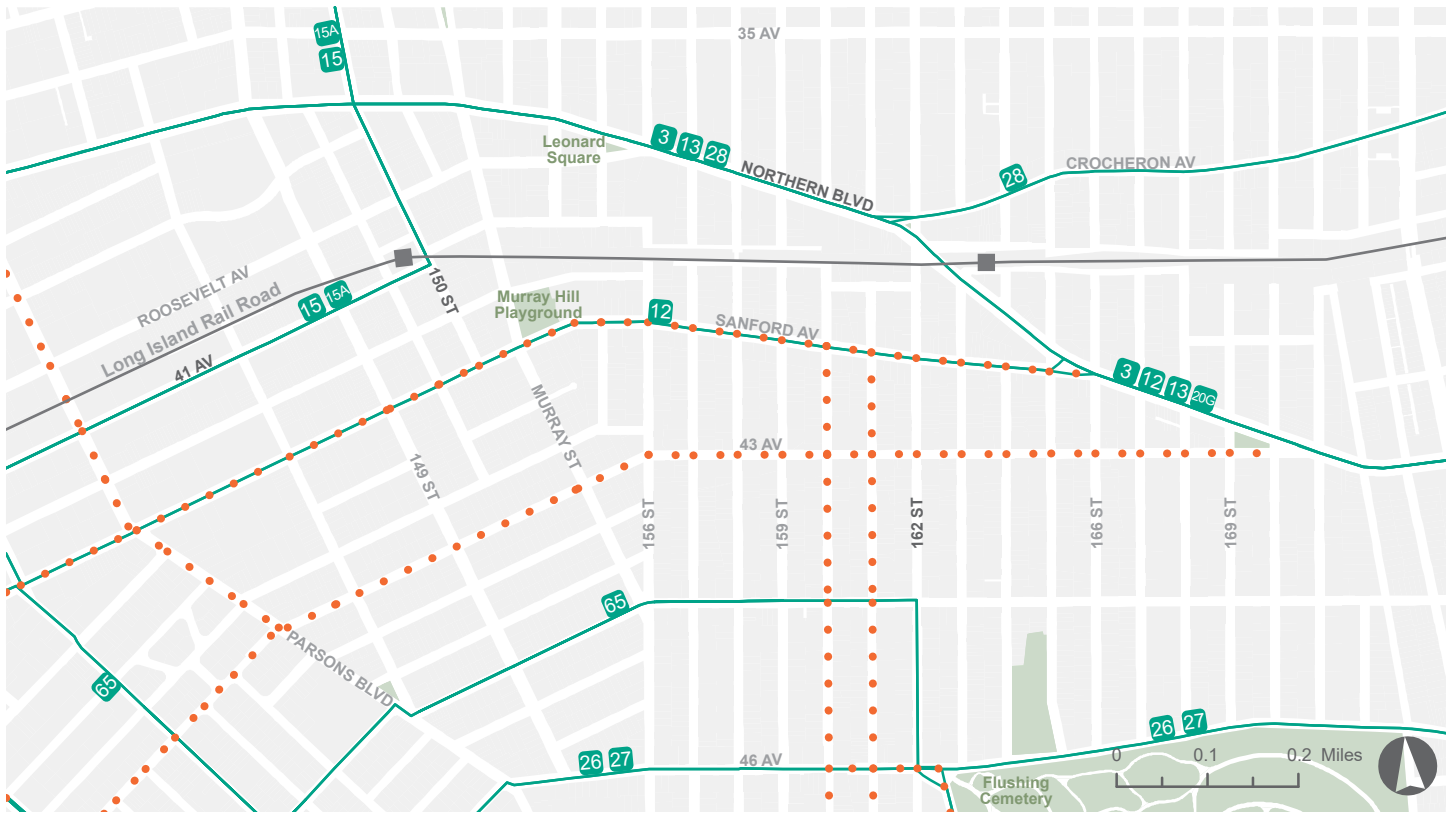 35 AV
15A
15
Leonard
Square
3 13 28
NORTHERN BLVD
28
CROCHERON AV
ROOSEVELT AV
Long Island Rail Road
15 15A
41 AV
150 ST
Murray Hill
Playground
12
SANFORD AV
3 12 13 20G
MURRAY ST
43 AV
149 ST
156 ST
159 ST
162 ST
166 ST
169 ST
65
PARSONS BLVD
65
26 27
46 AV
26 27
0 0.1 0.2 Miles
Flushing
Cemetery